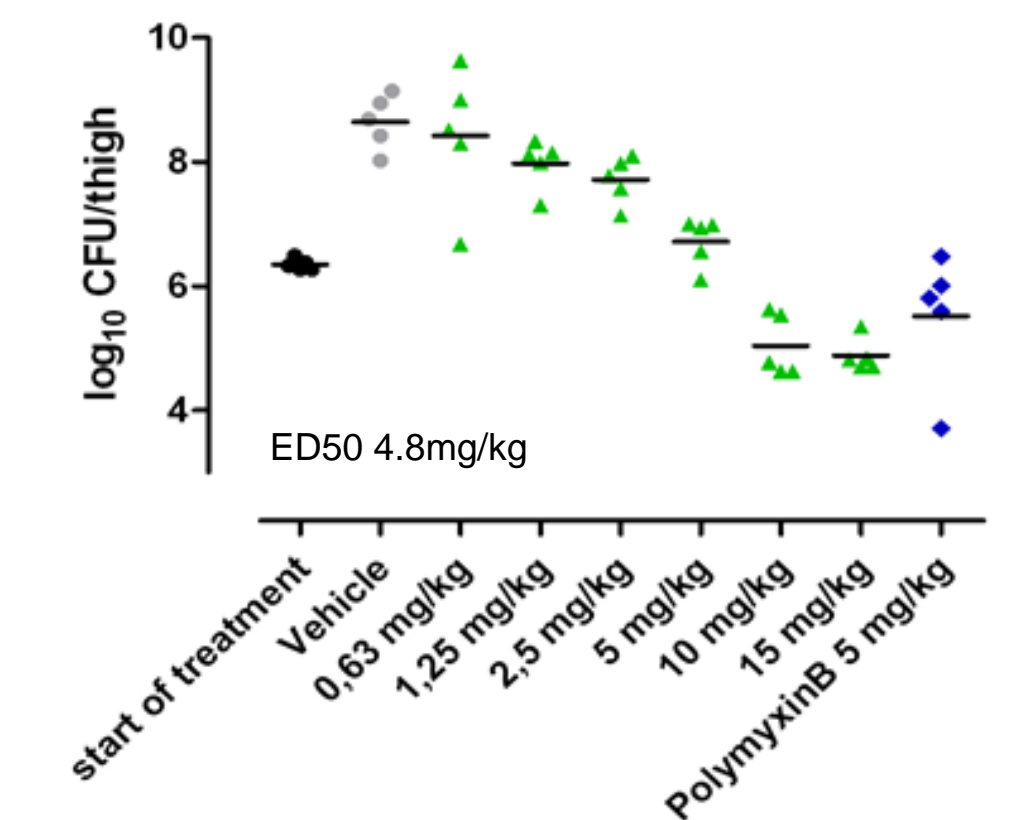 log10 CFU/thigh
10
8
6
4
ED50 4.8mg/kg
start of treatment
Vehicle
0,63 mg/kg
1,25 mg/kg
2,5 mg/kg
5 mg/kg
10 mg/kg
15 mg/kg
PolymyxinB 5 mg/kg